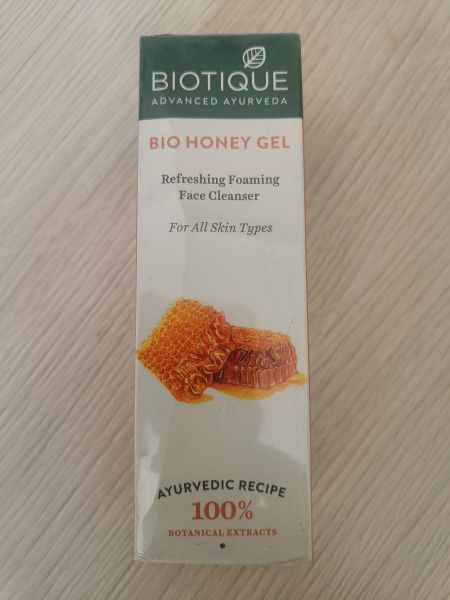 BIOTIQUE
ADVANCED AYURVEDA
BIO HONEY GEL
Refreshing Foaming
Face Cleanser
For All Skin Types
AYURVEDIC RECIPE
100%
BOTANICAL EXTRACTS